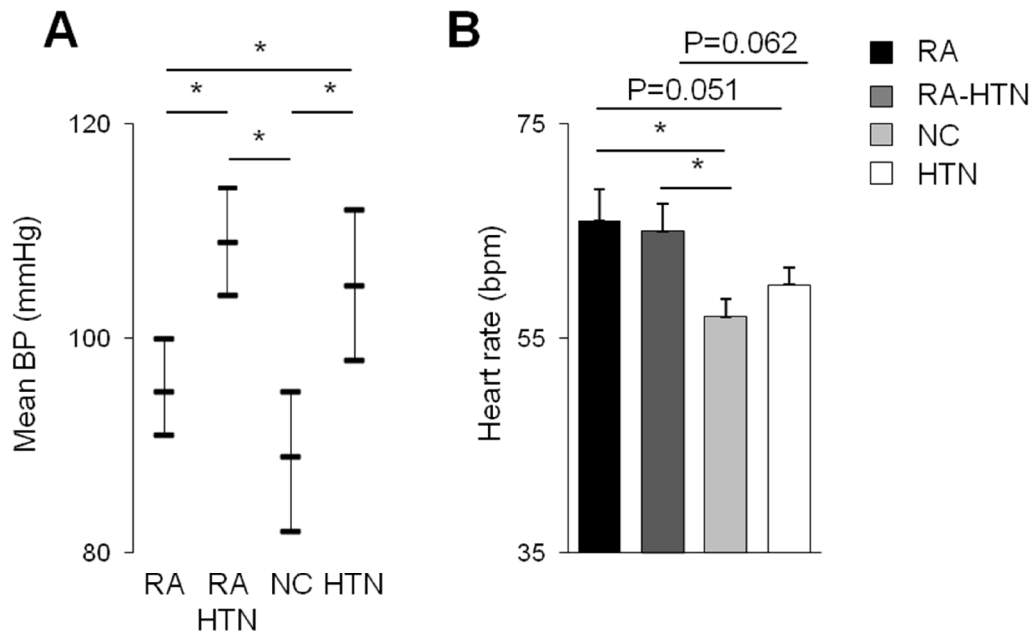 A
*
*
*
*
120
100
80
Mean BP (mmHg)
RA
RA
HTN
NC
HTN
B
P=0.062
P=0.051
*
*
75
55
35
Heart rate (bpm)
RA
RA-HTN
NC
HTN